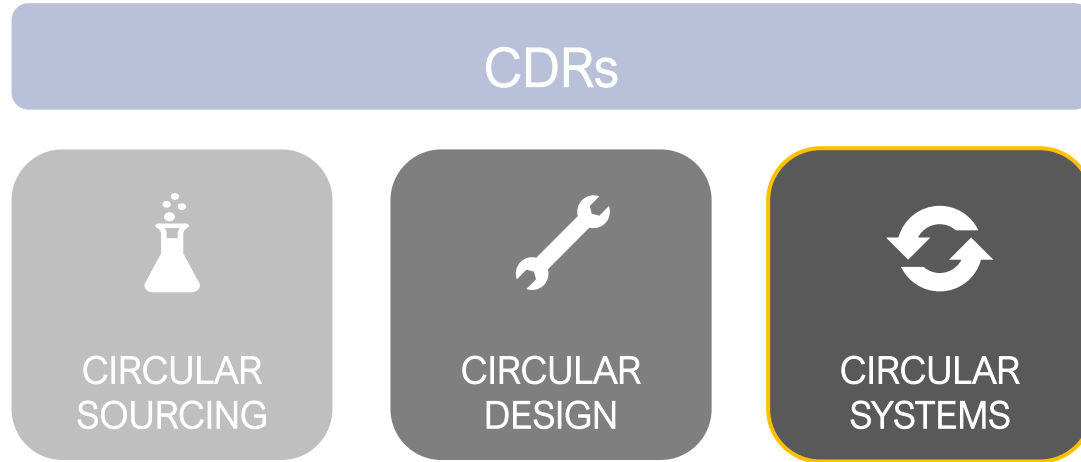 CDRs
CIRCULAR
SOURCING
CIRCULAR
DESIGN
CIRCULAR
SYSTEMS